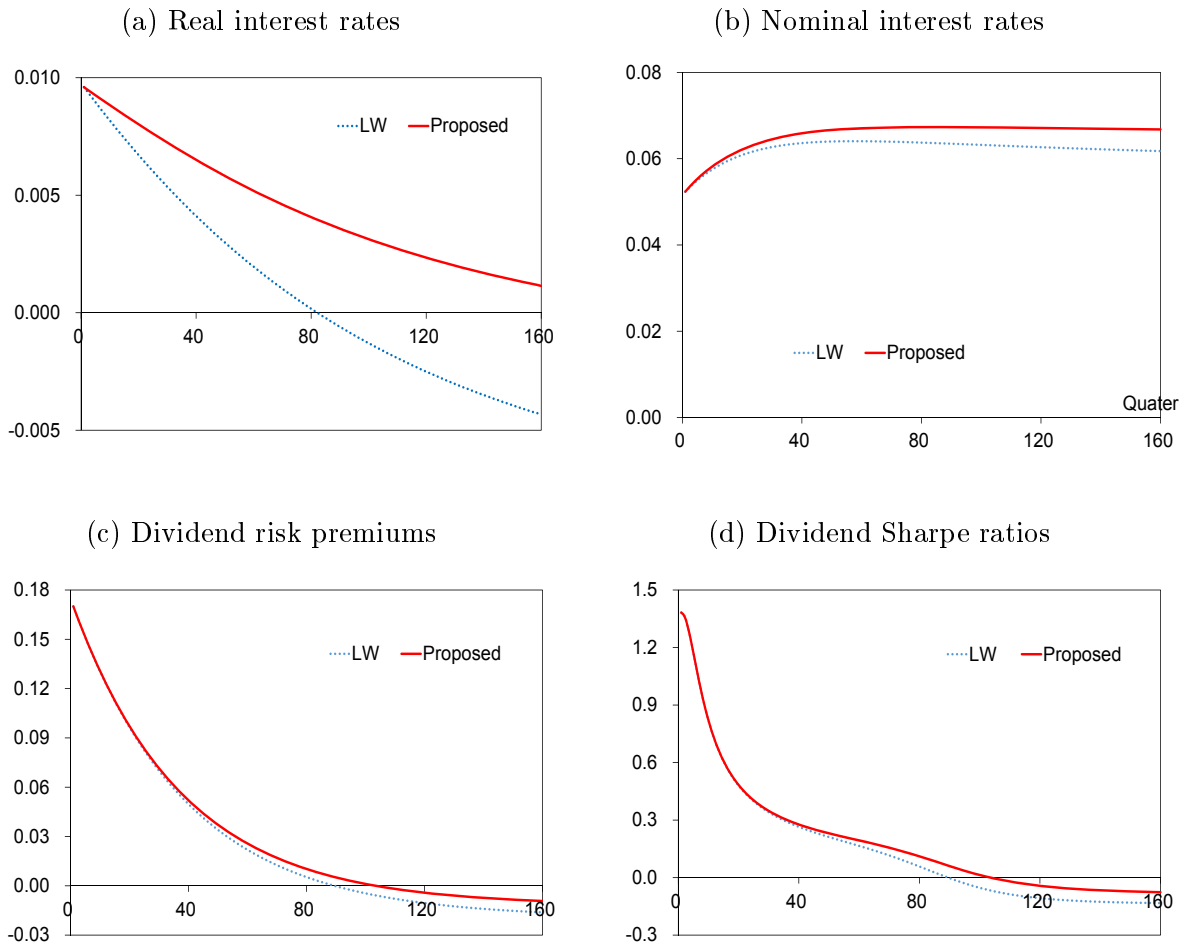 (a) Real interest rates
0.010
0.005
0.000
-0.005
0 40 80 120 160
LW Proposed
(b) Nominal interest rates
0.08
0.06
0.04
0.02
0.00
0 40 80 120 160
LW Proposed
Quater
(c) Dividend risk premiums
0.18
0.15
0.12
0.09
0.06
0.03
0.00
-0.03
0 40 80 120 160
LW Proposed
(d) Dividend Sharpe ratios
1.5
1.2
0.9
0.6
0.3
0.0
-0.3
0 40 80 120 160
LW Proposed